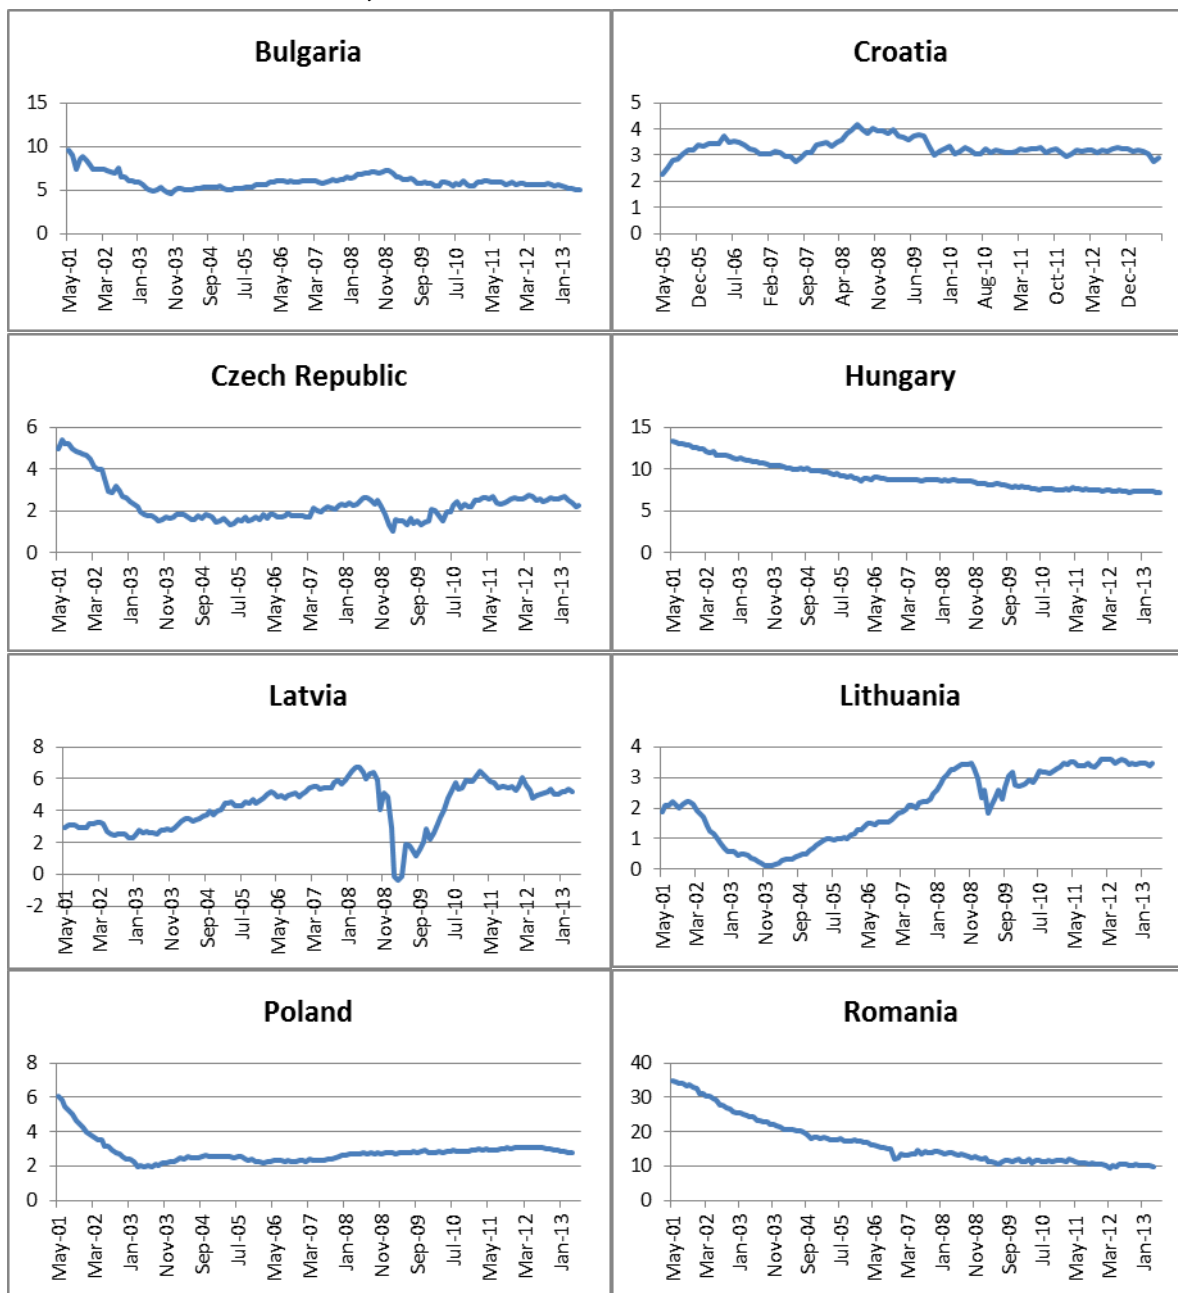 Bulgaria
15
10
5
0
May-01 Mar-02 Jan-03 Nov-03 Sep-04 Jul-05 May-06 Mar-07 Jan-08 Nov-08 Sep-09 Jul-10 May-11 Mar-12 Jan-13
Croatia
5
4
3
2
1
0
May-05 Dec-05 Jul-06 Feb-07 Sep-07 Apr-08 Nov-08 Jun-09 Jan-10 Aug-10 Mar-11 Oct-11 May-12 Dec-12
Czech Republic
6
4
2
0
May-01 Mar-02 Jan-03 Nov-03 Sep-04 Jul-05 May-06 Mar-07 Jan-08 Nov-08 Sep-09 Jul-10 May-11 Mar-12 Jan-13
Hungary
15
10
5
0
May-01 Mar-02 Jan-03 Nov-03 Sep-04 Jul-05 May-06 Mar-07 Jan-08 Nov-08 Sep-09 Jul-10 May-11 Mar-12 Jan-13
Latvia
8
6
4
2
0
-2
May-01 Mar-02 Jan-03 Nov-03 Sep-04 Jul-05 May-06 Mar-07 Jan-08 Nov-08 Sep-09 Jul-10 May-11 Mar-12 Jan-13
Lithuania
4
3
2
1
0
May-01 Mar-02 Jan-03 Nov-03 Sep-04 Jul-05 May-06 Mar-07 Jan-08 Nov-08 Sep-09 Jul-10 May-11 Mar-12 Jan-13
Poland
8
6
4
2
0
May-01 Mar-02 Jan-03 Nov-03 Sep-04 Jul-05 May-06 Mar-07 Jan-08 Nov-08 Sep-09 Jul-10 May-11 Mar-12 Jan-13
Romania
40
30
20
10
0
May-01 Mar-02 Jan-03 Nov-03 Sep-04 Jul-05 May-06 Mar-07 Jan-08 Nov-08 Sep-09 Jul-10 May-11 Mar-12 Jan-13